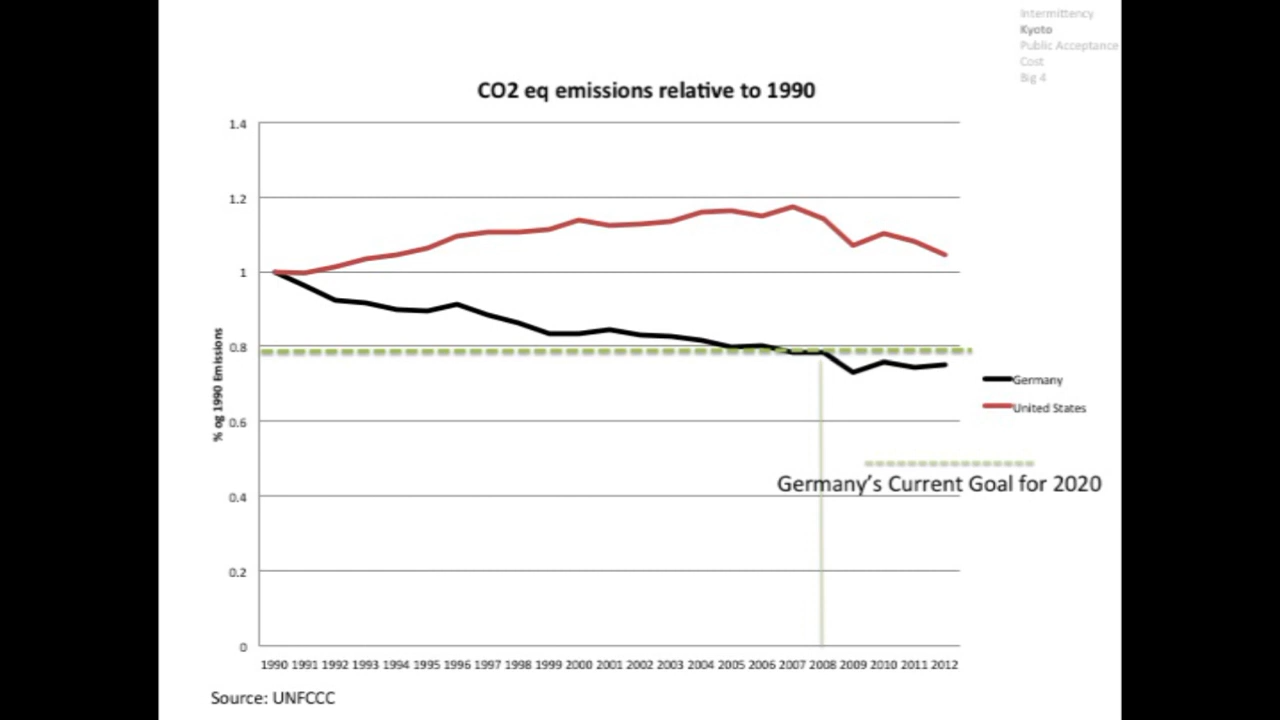 Intermittency
Kyoto
Public Acceptance
Cost
Big 4
CO2 eq emissions relative to 1990
1.4
1.2
1
0.8
0.6
0.4
0.2
0
% og 1990 Emissions
Germany
United States
Germany's Current Goal for 2020
1990 1991 1992 1993 1994 1995 1996 1997 1998 1999 2000 2001 2002 2003 2004 2005 2006 2007 2008 2009 2010 2011 2012
Source: UNFCCC